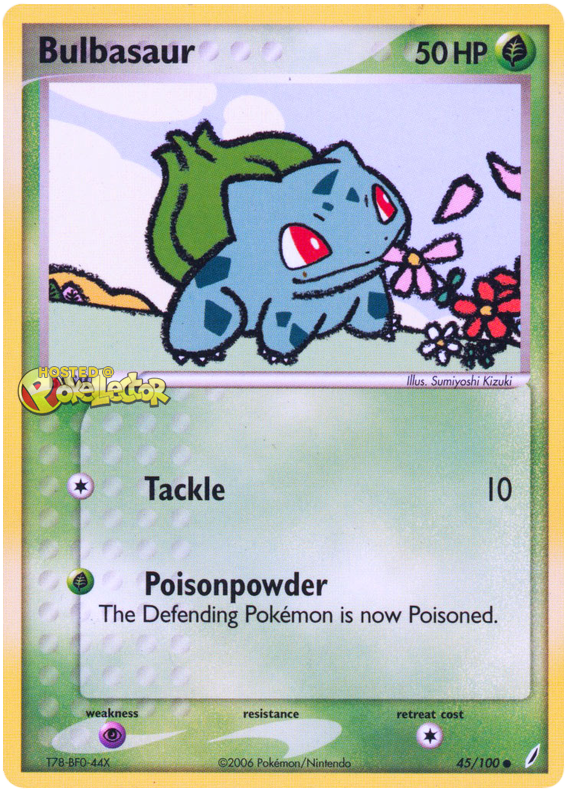 Bulbasaur 50 HP
HOSTED @
PokéLLector
Illus. Sumiyoshi Kizuki
Tackle 10
Poisonpowder
The Defending Pokémon is now Poisoned.
weakness resistance retreat cost
T78-BF0-44X ©2006 Pokémon/Nintendo 45/100